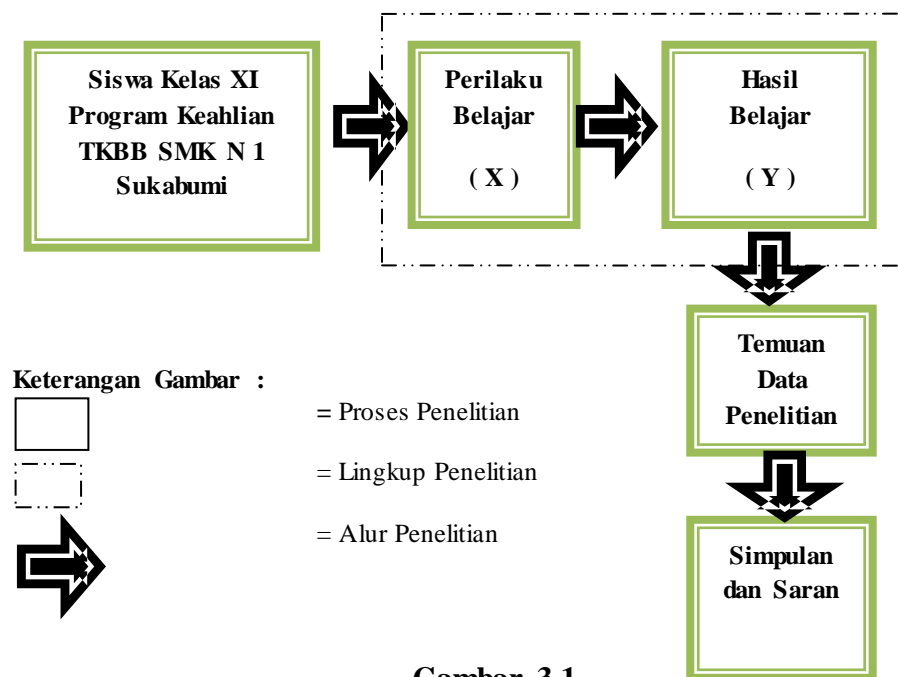 Siswa Kelas XI
Program Keahlian
TKBB SMK N 1
Sukabumi
Perilaku
Belajar
( X )
Hasil
Belajar
( Y )
Temuan
Data
Penelitian
Simpulan
dan Saran
Keterangan Gambar :
= Proses Penelitian
= Lingkup Penelitian
= Alur Penelitian
Gambar 3.1